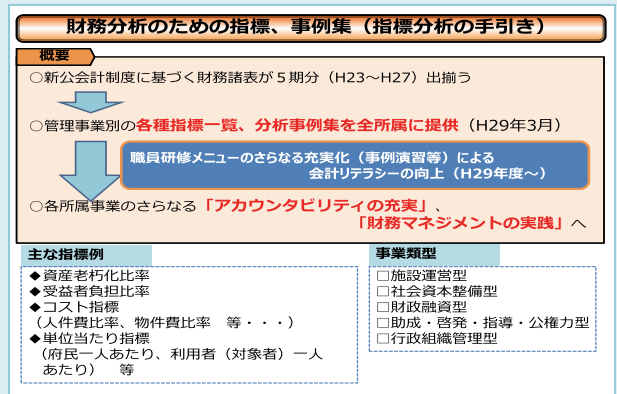 財務分析のための指標、事例集（指標分析の手引き）
概要
○新公会計制度に基づく財務諸表が５期分（H23～H27）出揃う
○管理事業別の各種指標一覧、分析事例集を全所属に提供（H29年3月）
職員研修メニューのさらなる充実化（事例演習等）による
会計リテラシーの向上（H29年度～）
○各所属事業のさらなる「アカウンタビリティの充実」、
「財務マネジメントの実践」へ
主な指標例
◆資産老朽化比率
◆受益者負担比率
◆コスト指標
（人件費比率、物件費比率　等・・・）
◆単位当たり指標
（府民一人あたり、利用者（対象者）一人
あたり）　等
事業類型
□施設運営型
□社会資本整備型
□財政融資型
□助成・啓発・指導・公権力型
□行政組織管理型